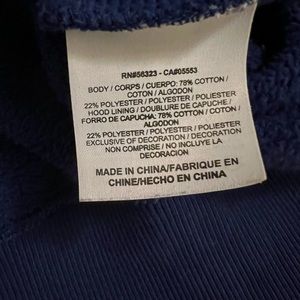 RN#56323 - CA#05553
BODY / CORPS / CUERPO: 78% COTTON /
COTON / ALGODON
22% POLYESTER / POLYESTER / POLIESTER
HOOD LINING / DOUBLURE DE CAPUCHE /
FORRO DE CAPUCHA: 78% COTTON / COTON /
ALGODON
22% POLYESTER / POLYESTER / POLIESTER
EXCLUSIVE OF DECORATION / DECORATION
NON COMPRISE / NO INCLUYE LA
DECORACION
MADE IN CHINA/FABRIQUE EN
CHINE/HECHO EN CHINA